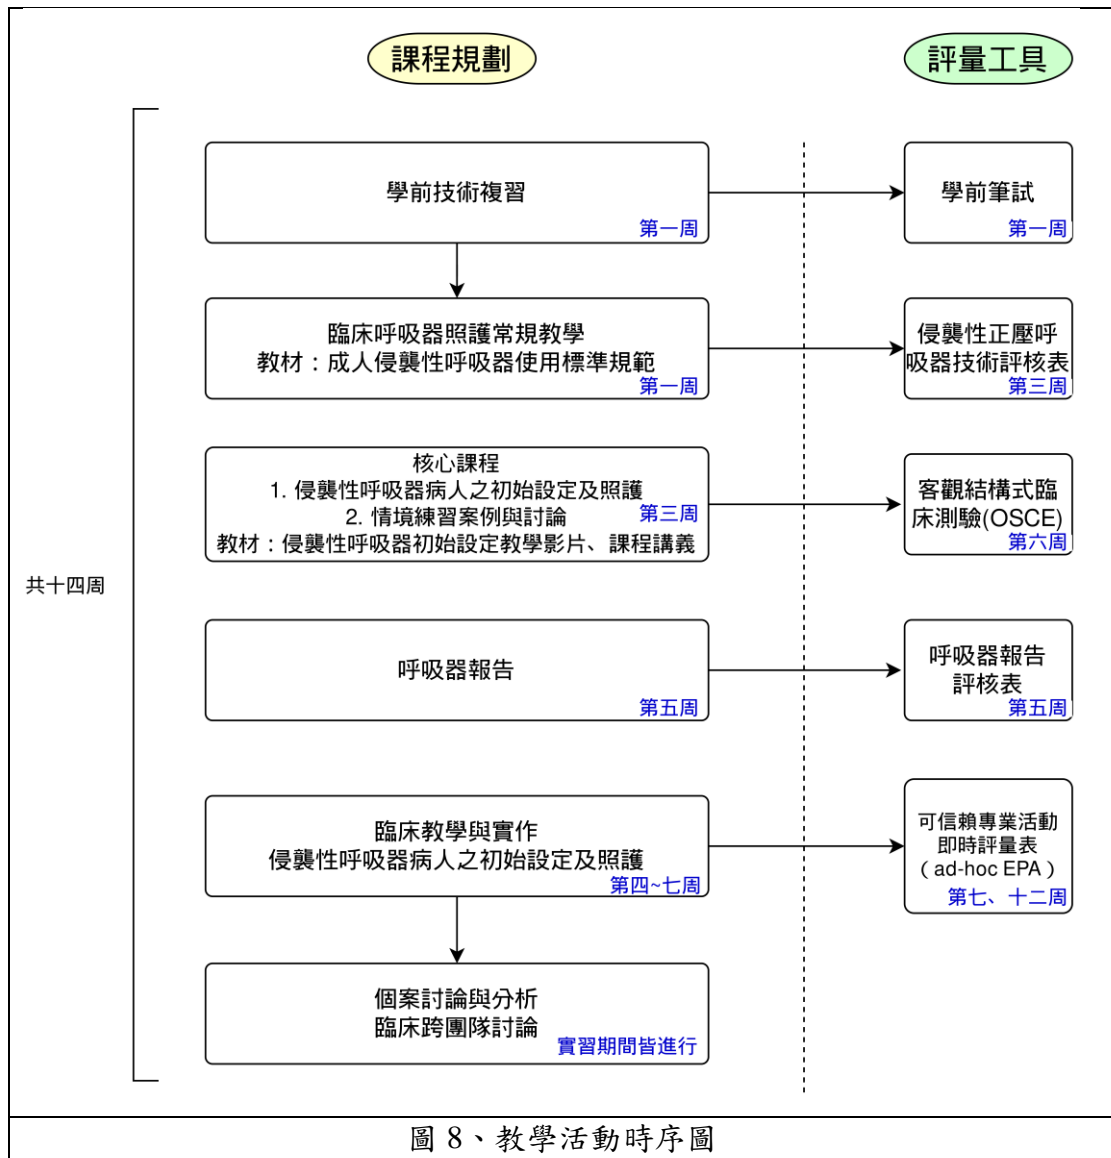 課程規劃
評量工具
共十四周
學前技術複習
第一周
學前筆試
第一周
臨床呼吸器照護常規教學
教材：成人侵襲性呼吸器使用標準規範
第一周
侵襲性正壓呼
吸器技術評核表
第三周
核心課程
1. 侵襲性呼吸器病人之初始設定及照護
2. 情境練習案例與討論
第三周
教材：侵襲性呼吸器初始設定教學影片、課程講義
客觀結構式臨
床測驗(OSCE)
第六周
呼吸器報告
第五周
呼吸器報告
評核表
第五周
臨床教學與實作
侵襲性呼吸器病人之初始設定及照護
第四~七周
可信賴專業活動
即時評量表
（ad-hoc EPA）
第七、十二周
個案討論與分析
臨床跨團隊討論
實習期間皆進行
圖 8、教學活動時序圖